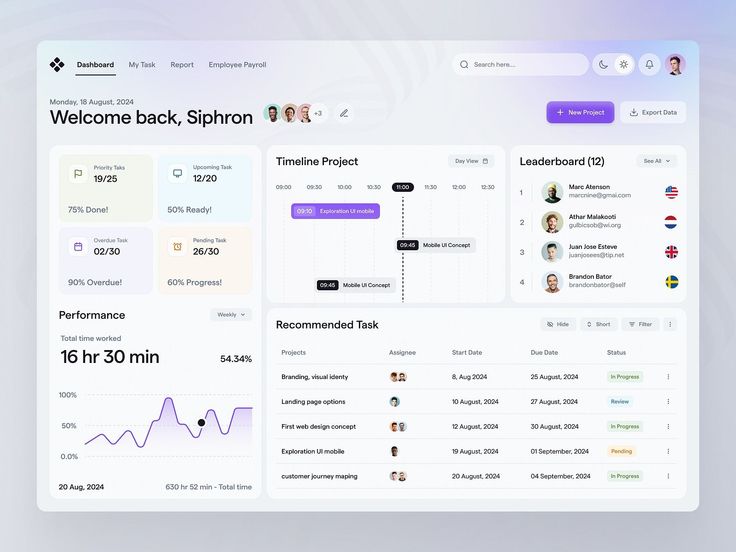 Dashboard
My Task
Report
Employee Payroll
Search here...
Monday, 18 August, 2024
Welcome back, Siphron
+3
New Project
Export Data
Priority Taks
19/25
75% Done!
Upcoming Task
12/20
50% Ready!
Overdue Task
02/30
90% Overdue!
Pending Task
26/30
60% Progress!
Performance
Weekly
Total time worked
16 hr 30 min
54.34%
100%
50%
0.0%
20 Aug, 2024
630 hr 52 min - Total time
Timeline Project
Day View
09:00 09:30 10:00 10:30 11:00 11:30 12:00 12:30
09:10 Exploration UI mobile
09:45 Mobile UI Concept
09:45 Mobile UI Concept
Leaderboard (12)
See All
1
Marc Atenson
marcnine@gmai.com
2
Athar Malakooti
gulbicsob@wi.org
3
Juan Jose Esteve
juanjosees@tip.net
4
Brandon Bator
brandonbator@self
Recommended Task
Hide
Short
Filter
Projects Assignee Start Date Due Date Status
Branding, visual identy 8, Aug 2024 25 August, 2024 In Progress
Landing page options 10 August, 2024 27 August, 2024 Review
First web design concept 12 August, 2024 30 August, 2024 In Progress
Exploration UI mobile 19 August, 2024 01 September, 2024 Pending
customer journey maping 20 August, 2024 04 September, 2024 In Progress